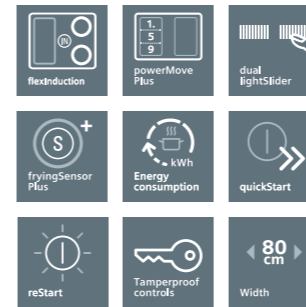 IN
flexInduction
1.
5
9
powerMove
Plus
dual
lightSlider
S
+
fryingSensor
Plus
kWh
Energy
consumption
quickStart
reStart
Tamperproof
controls
80
cm
Width